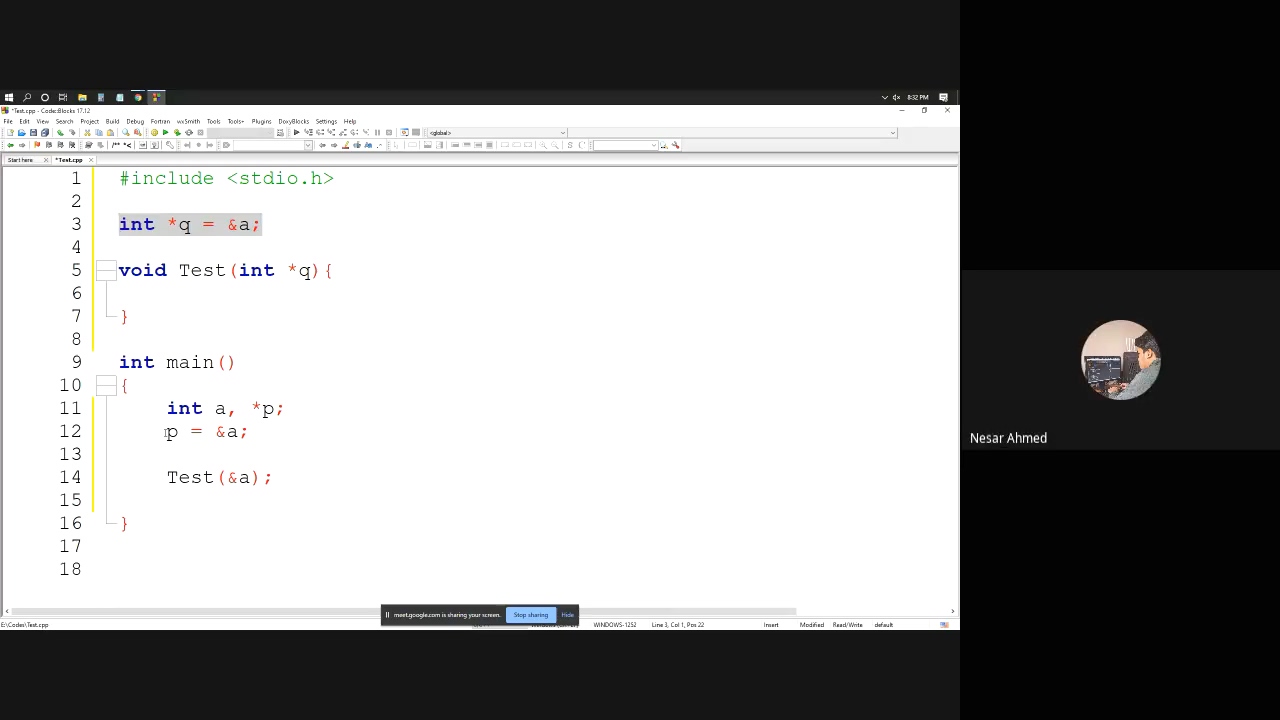 8:32 PM
*Test.cpp - Code::Blocks 17.12
File Edit View Search Project Build Debug Fortran wxSmith Tools Tools+ Plugins DoxyBlocks Settings Help
<global>
Start here *Test.cpp
1 #include <stdio.h>
2
3 int *q = &a;
4
5 void Test(int *q){
6
7 }
8
9 int main()
10 {
11 int a, *p;
12 p = &a;
13
14 Test(&a);
15
16 }
17
18
Nesar Ahmed
meet.google.com is sharing your screen. Stop sharing Hide
E:\Codes\Test.cpp WINDOWS-1252 Line 3, Col 1, Pos 22 Insert Modified Read/Write default